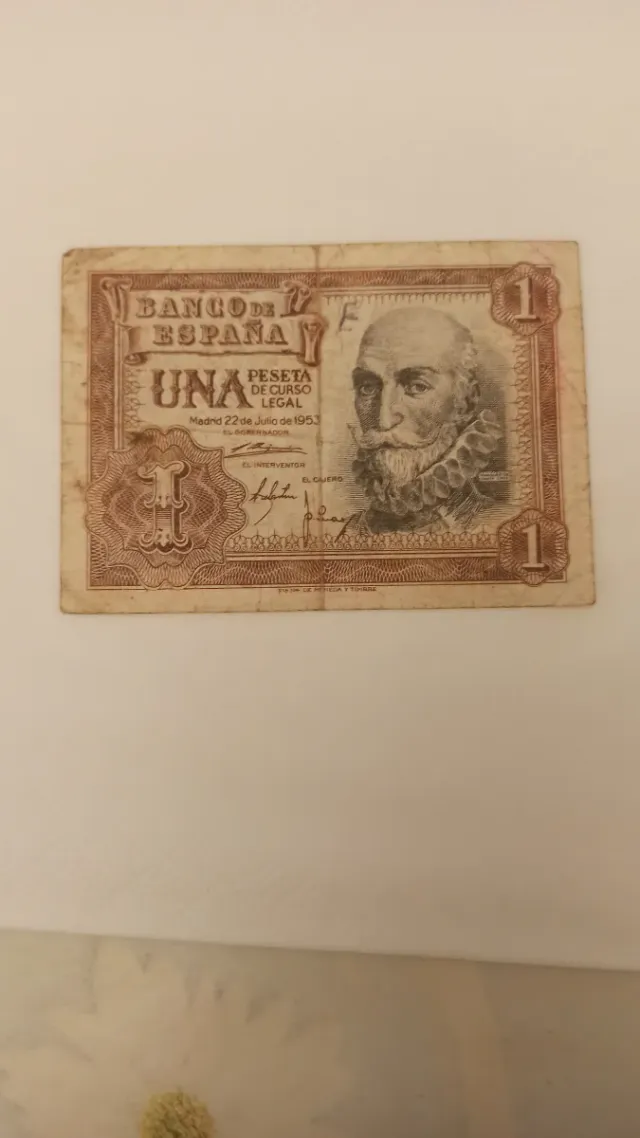 BANCO DE
ESPAÑA
1
E
UNA PESETA
DE CURSO
LEGAL
Madrid 22 de Julio de 1953
EL GOBERNADOR
EL INTERVENTOR
EL CAJERO
1
1